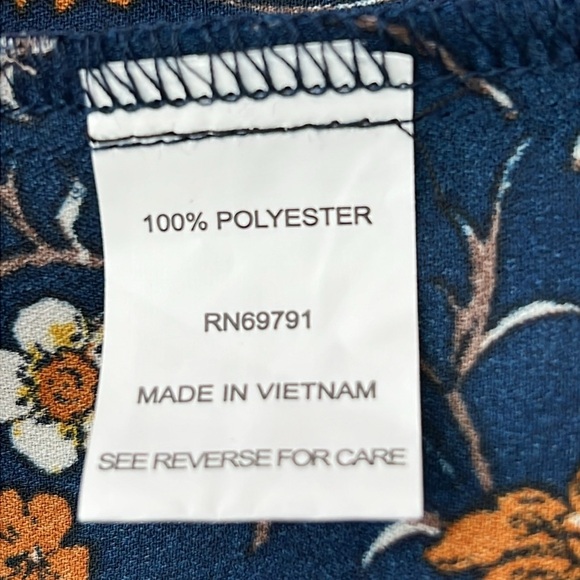 100% POLYESTER
RN69791
MADE IN VIETNAM
SEE REVERSE FOR CARE